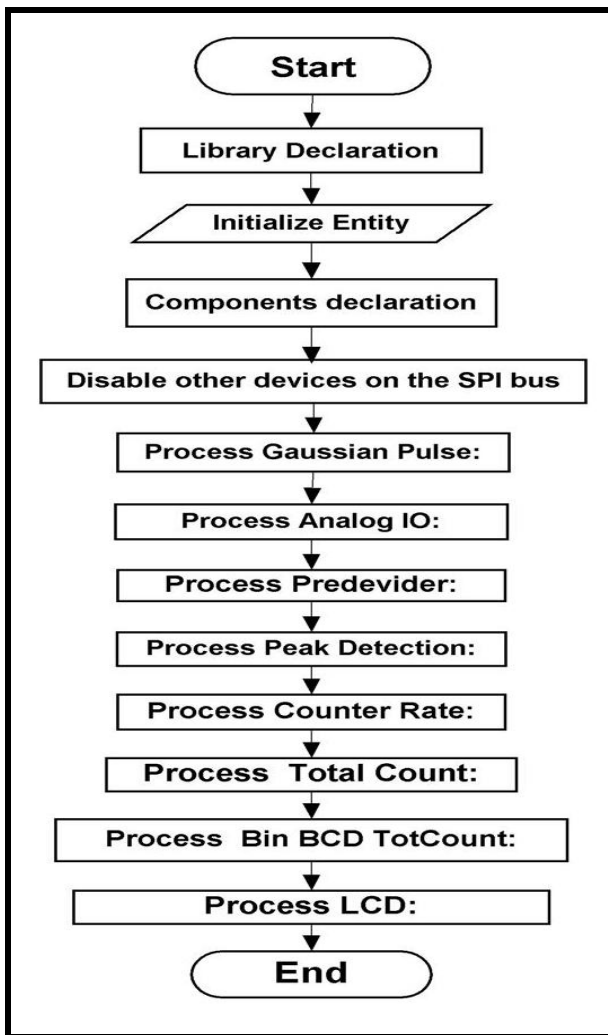 Start
Library Declaration
Initialize Entity
Components declaration
Disable other devices on the SPI bus
Process Gaussian Pulse:
Process Analog IO:
Process Predevider:
Process Peak Detection:
Process Counter Rate:
Process Total Count:
Process Bin BCD TotCount:
Process LCD:
End